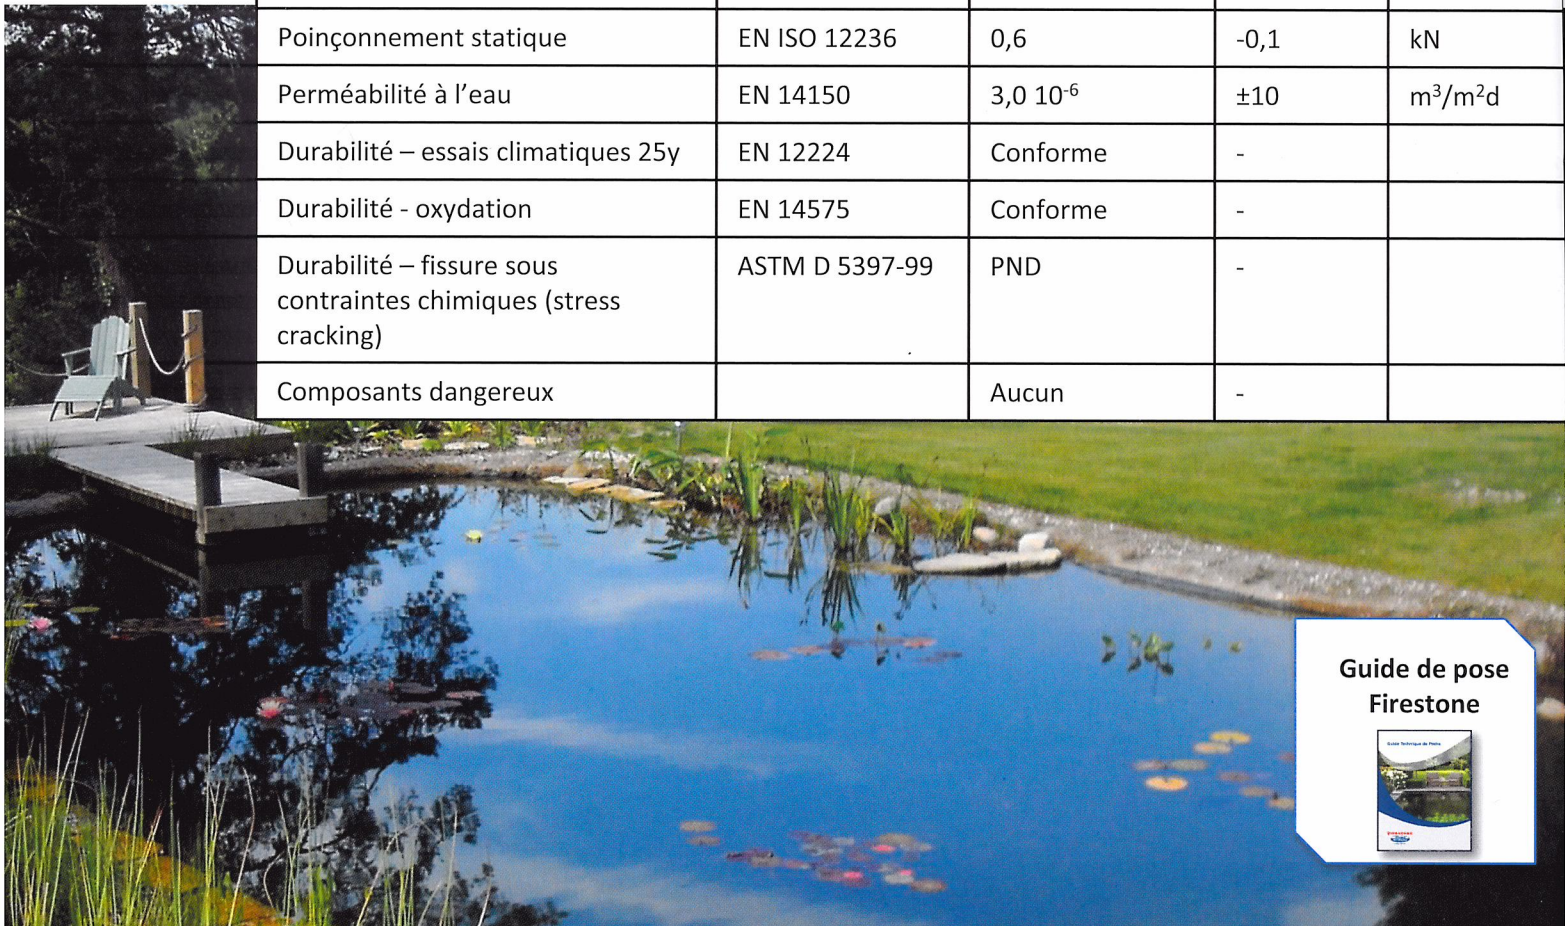 Poinçonnement statique EN ISO 12236 0,6 -0,1 kN
Perméabilité à l’eau EN 14150 3,0 10⁻⁶ ±10 m³/m²d
Durabilité – essais climatiques 25y EN 12224 Conforme -
Durabilité - oxydation EN 14575 Conforme -
Durabilité – fissure sous ASTM D 5397-99 PND -
contraintes chimiques (stress
cracking)
Composants dangereux Aucun -
Guide de pose
Firestone